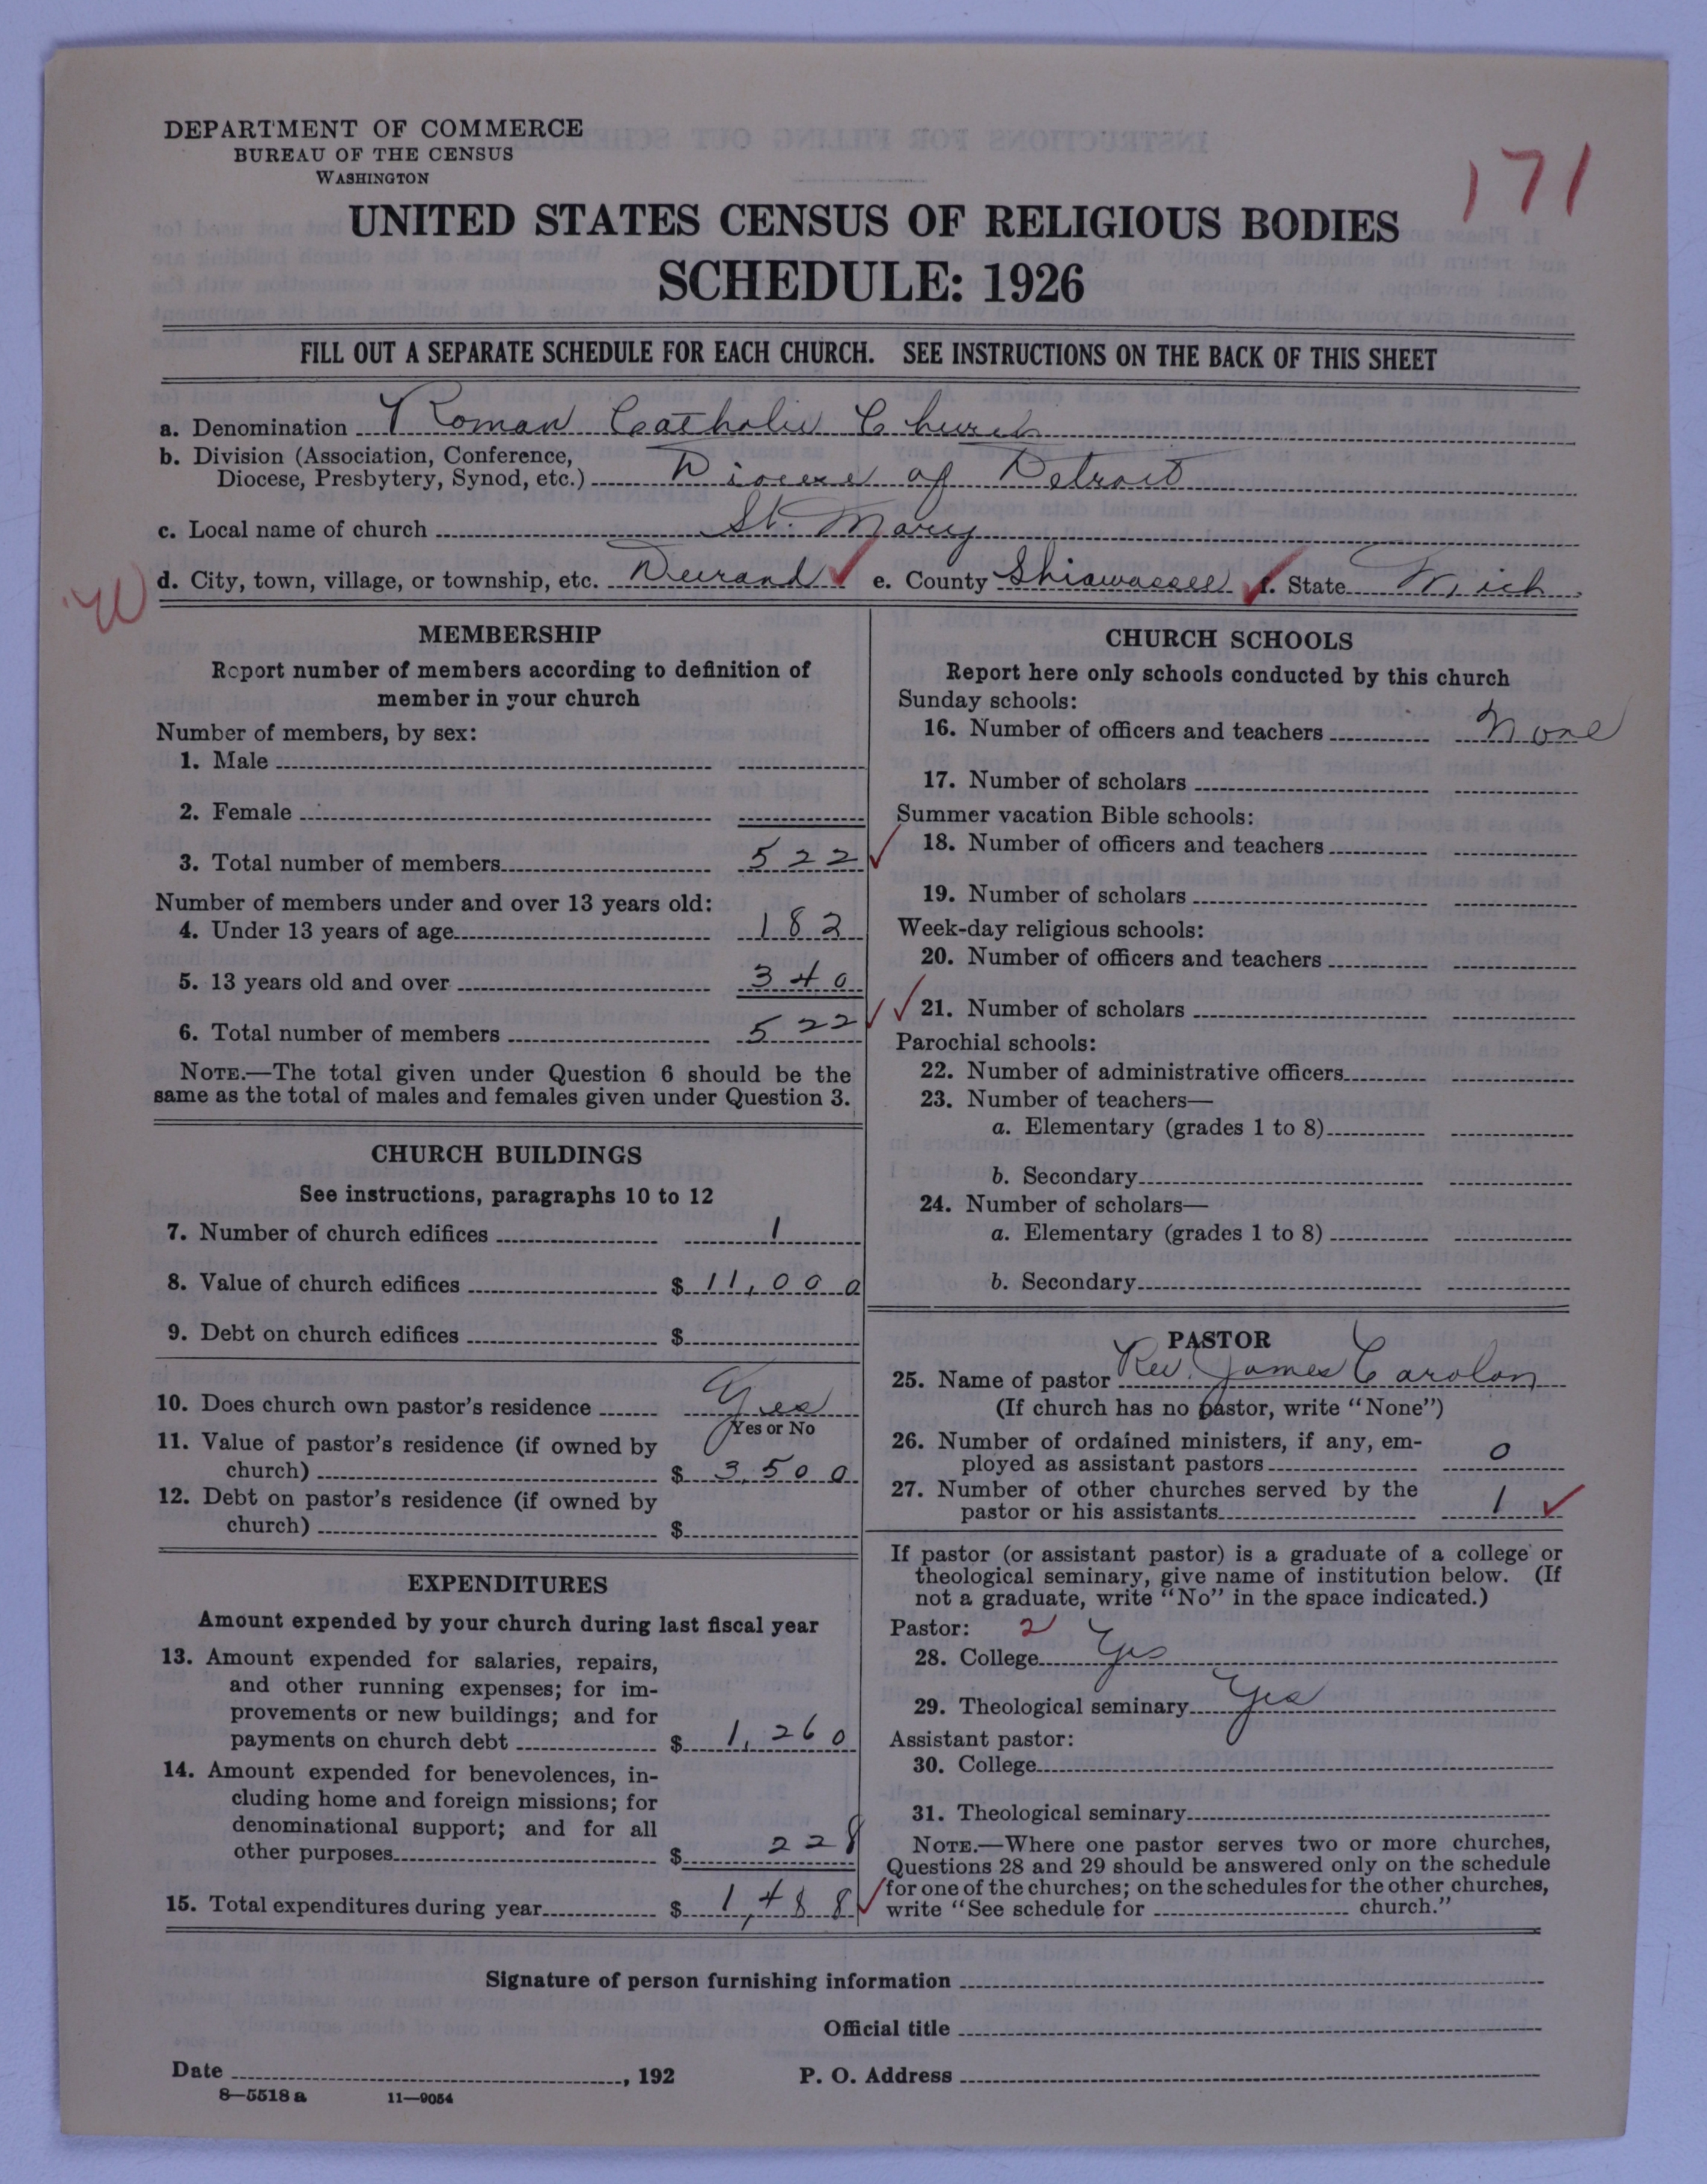 DEPARTMENT OF COMMERCE
BUREAU OF THE CENSUS
WASHINGTON
171
UNITED STATES CENSUS OF RELIGIOUS BODIES
SCHEDULE: 1926
FILL OUT A SEPARATE SCHEDULE FOR EACH CHURCH. SEE INSTRUCTIONS ON THE BACK OF THIS SHEET
a. Denomination Roman Catholic Church
b. Division (Association, Conference,
Diocese, Presbytery, Synod, etc.) Diocese of Detroit
c. Local name of church St. Mary
d. City, town, village, or township, etc. Durand ✓ e. County Shiawassee ✓ f. State Mich
MEMBERSHIP
Report number of members according to definition of
member in your church
Number of members, by sex:
1. Male
2. Female
3. Total number of members 522 ✓
Number of members under and over 13 years old:
4. Under 13 years of age 182
5. 13 years old and over 340
6. Total number of members 522 ✓
NOTE.—The total given under Question 6 should be the
same as the total of males and females given under Question 3.
CHURCH BUILDINGS
See instructions, paragraphs 10 to 12
7. Number of church edifices 1
8. Value of church edifices $ 11,000
9. Debt on church edifices $
10. Does church own pastor's residence Yes
Yes or No
11. Value of pastor's residence (if owned by
church) $ 3,500
12. Debt on pastor's residence (if owned by
church) $
EXPENDITURES
Amount expended by your church during last fiscal year
13. Amount expended for salaries, repairs,
and other running expenses; for im-
provements or new buildings; and for
payments on church debt $ 1,260
14. Amount expended for benevolences, in-
cluding home and foreign missions; for
denominational support; and for all
other purposes $ 228
15. Total expenditures during year $ 1,488 ✓
CHURCH SCHOOLS
Report here only schools conducted by this church
Sunday schools:
16. Number of officers and teachers None
17. Number of scholars
Summer vacation Bible schools:
18. Number of officers and teachers
19. Number of scholars
Week-day religious schools:
20. Number of officers and teachers
✓ 21. Number of scholars
Parochial schools:
22. Number of administrative officers
23. Number of teachers—
a. Elementary (grades 1 to 8)
b. Secondary
24. Number of scholars—
a. Elementary (grades 1 to 8)
b. Secondary
PASTOR
25. Name of pastor Rev. James Carolan
(If church has no pastor, write "None")
26. Number of ordained ministers, if any, em-
ployed as assistant pastors 0
27. Number of other churches served by the
pastor or his assistants 1 ✓
If pastor (or assistant pastor) is a graduate of a college or
theological seminary, give name of institution below. (If
not a graduate, write "No" in the space indicated.)
Pastor: 2
28. College Yes
29. Theological seminary Yes
Assistant pastor:
30. College
31. Theological seminary
NOTE.—Where one pastor serves two or more churches,
Questions 28 and 29 should be answered only on the schedule
for one of the churches; on the schedules for the other churches,
write "See schedule for church."
Signature of person furnishing information
Official title
Date , 192 P. O. Address
8—5518 a 11—9054